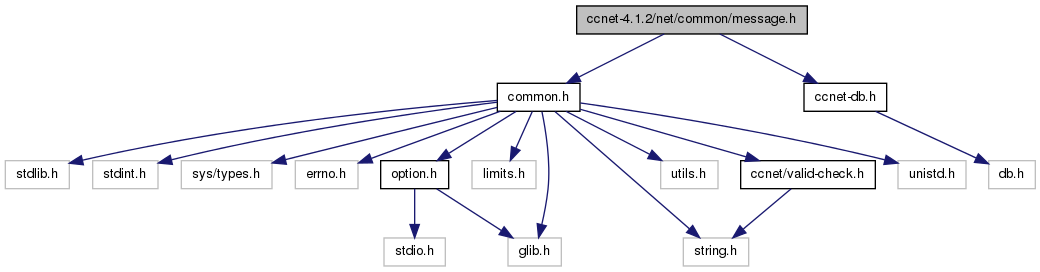 ccnet-4.1.2/net/common/message.h
common.h
ccnet-db.h
stdlib.h
stdint.h
sys/types.h
errno.h
option.h
limits.h
utils.h
ccnet/valid-check.h
unistd.h
db.h
stdio.h
glib.h
string.h